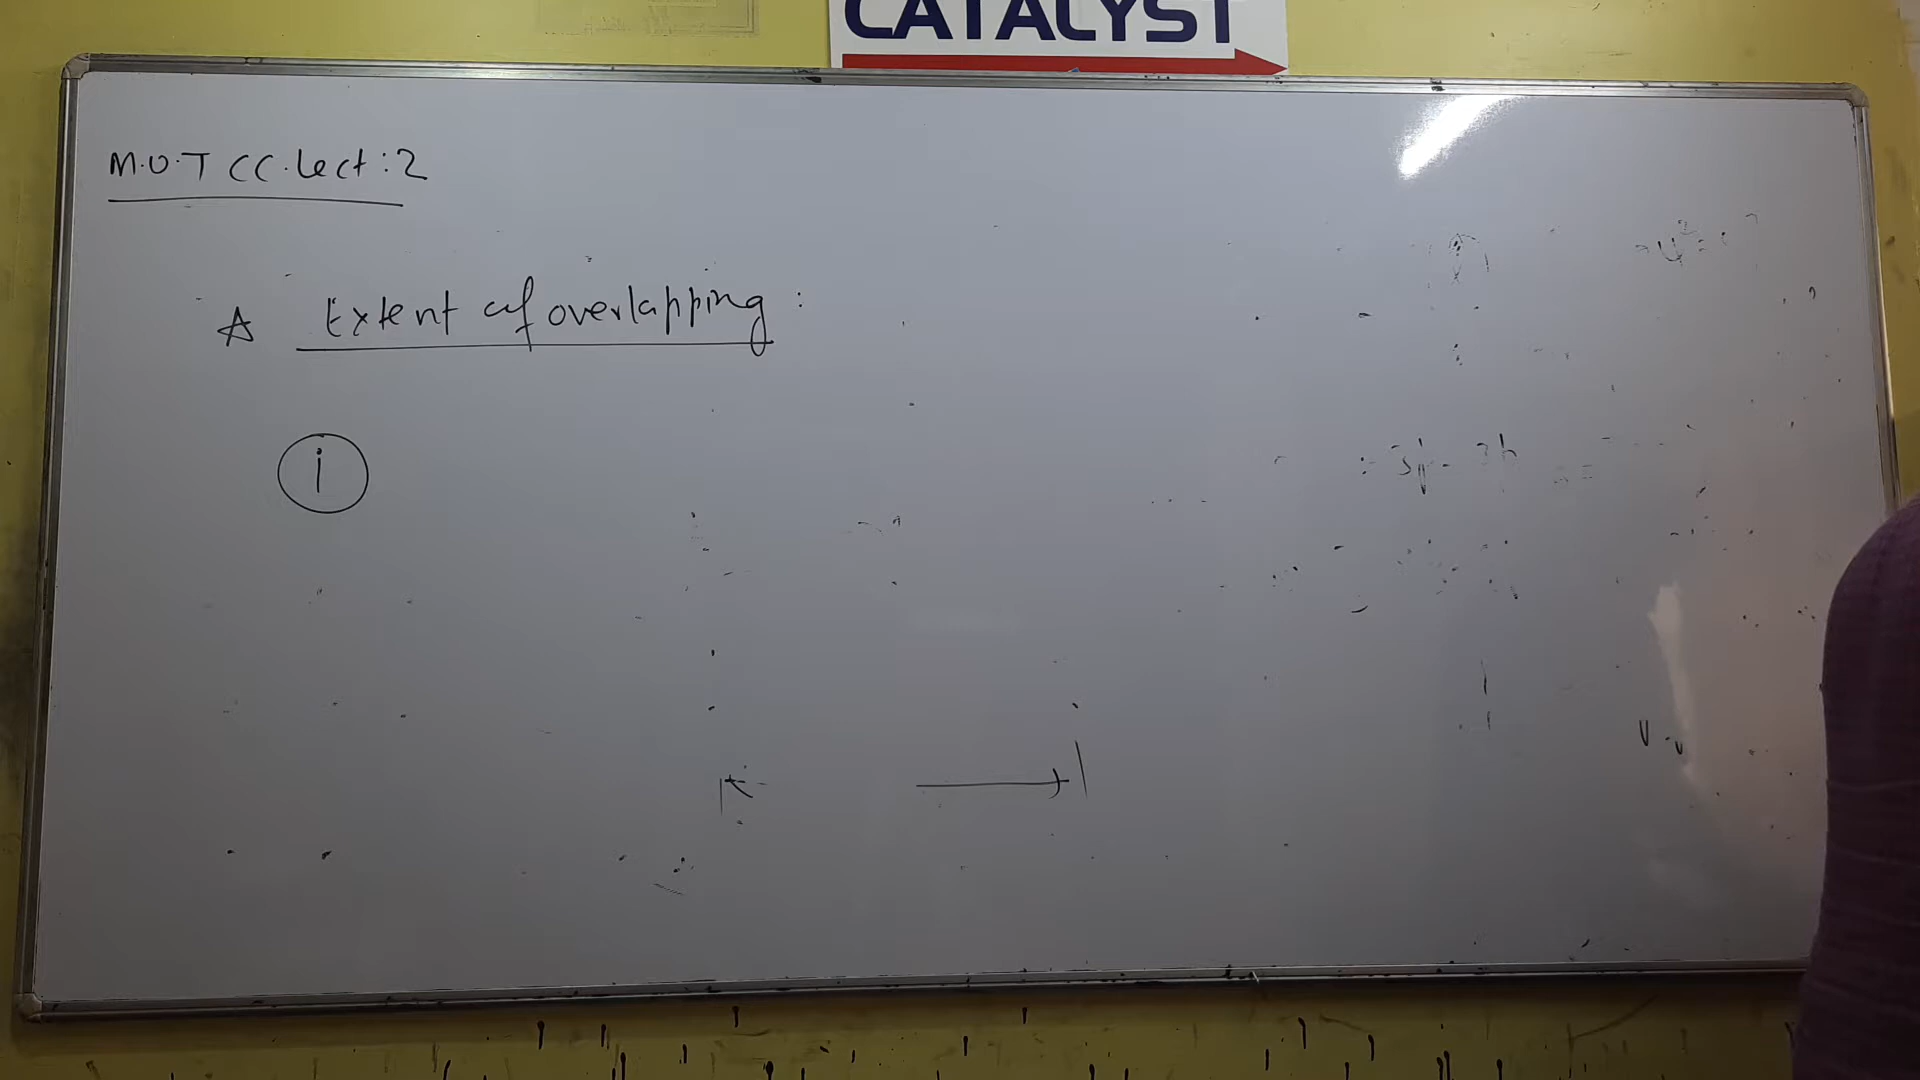 CATALYST
M.O.T CC. Lect : 2
☆ Extent of overlapping :
i